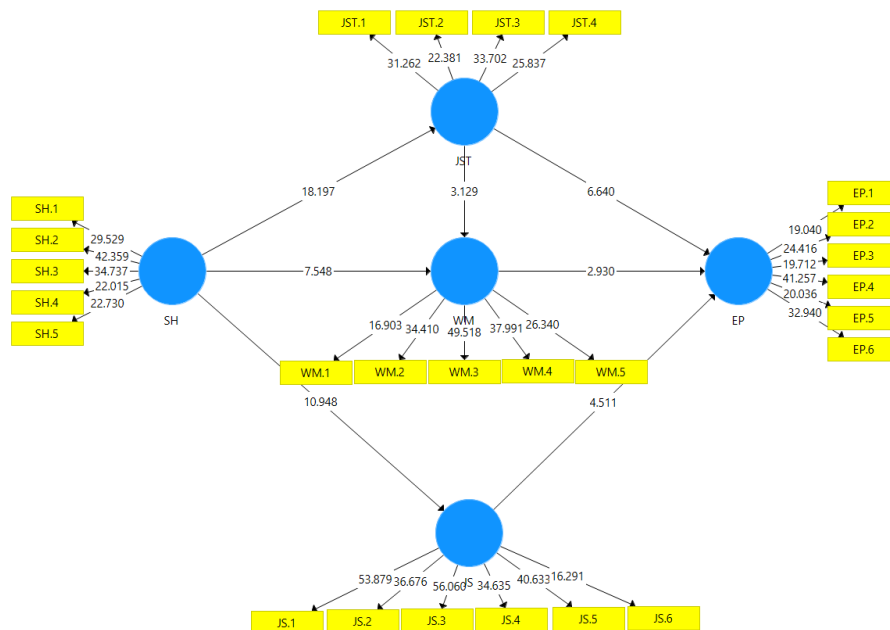 JST.1 JST.2 JST.3 JST.4
31.262 22.381 33.702 25.837
JST
18.197 3.129 6.640
SH.1
SH.2
SH.3
SH.4
SH.5
29.529
42.359
34.737
22.015
22.730
SH
7.548
WM
2.930
EP
EP.1
EP.2
EP.3
EP.4
EP.5
EP.6
19.040
24.416
19.712
41.257
20.036
32.940
16.903 34.410 49.518 37.991 26.340
WM.1 WM.2 WM.3 WM.4 WM.5
10.948 4.511
JS
53.879 36.676 56.060 34.635 40.633 16.291
JS.1 JS.2 JS.3 JS.4 JS.5 JS.6